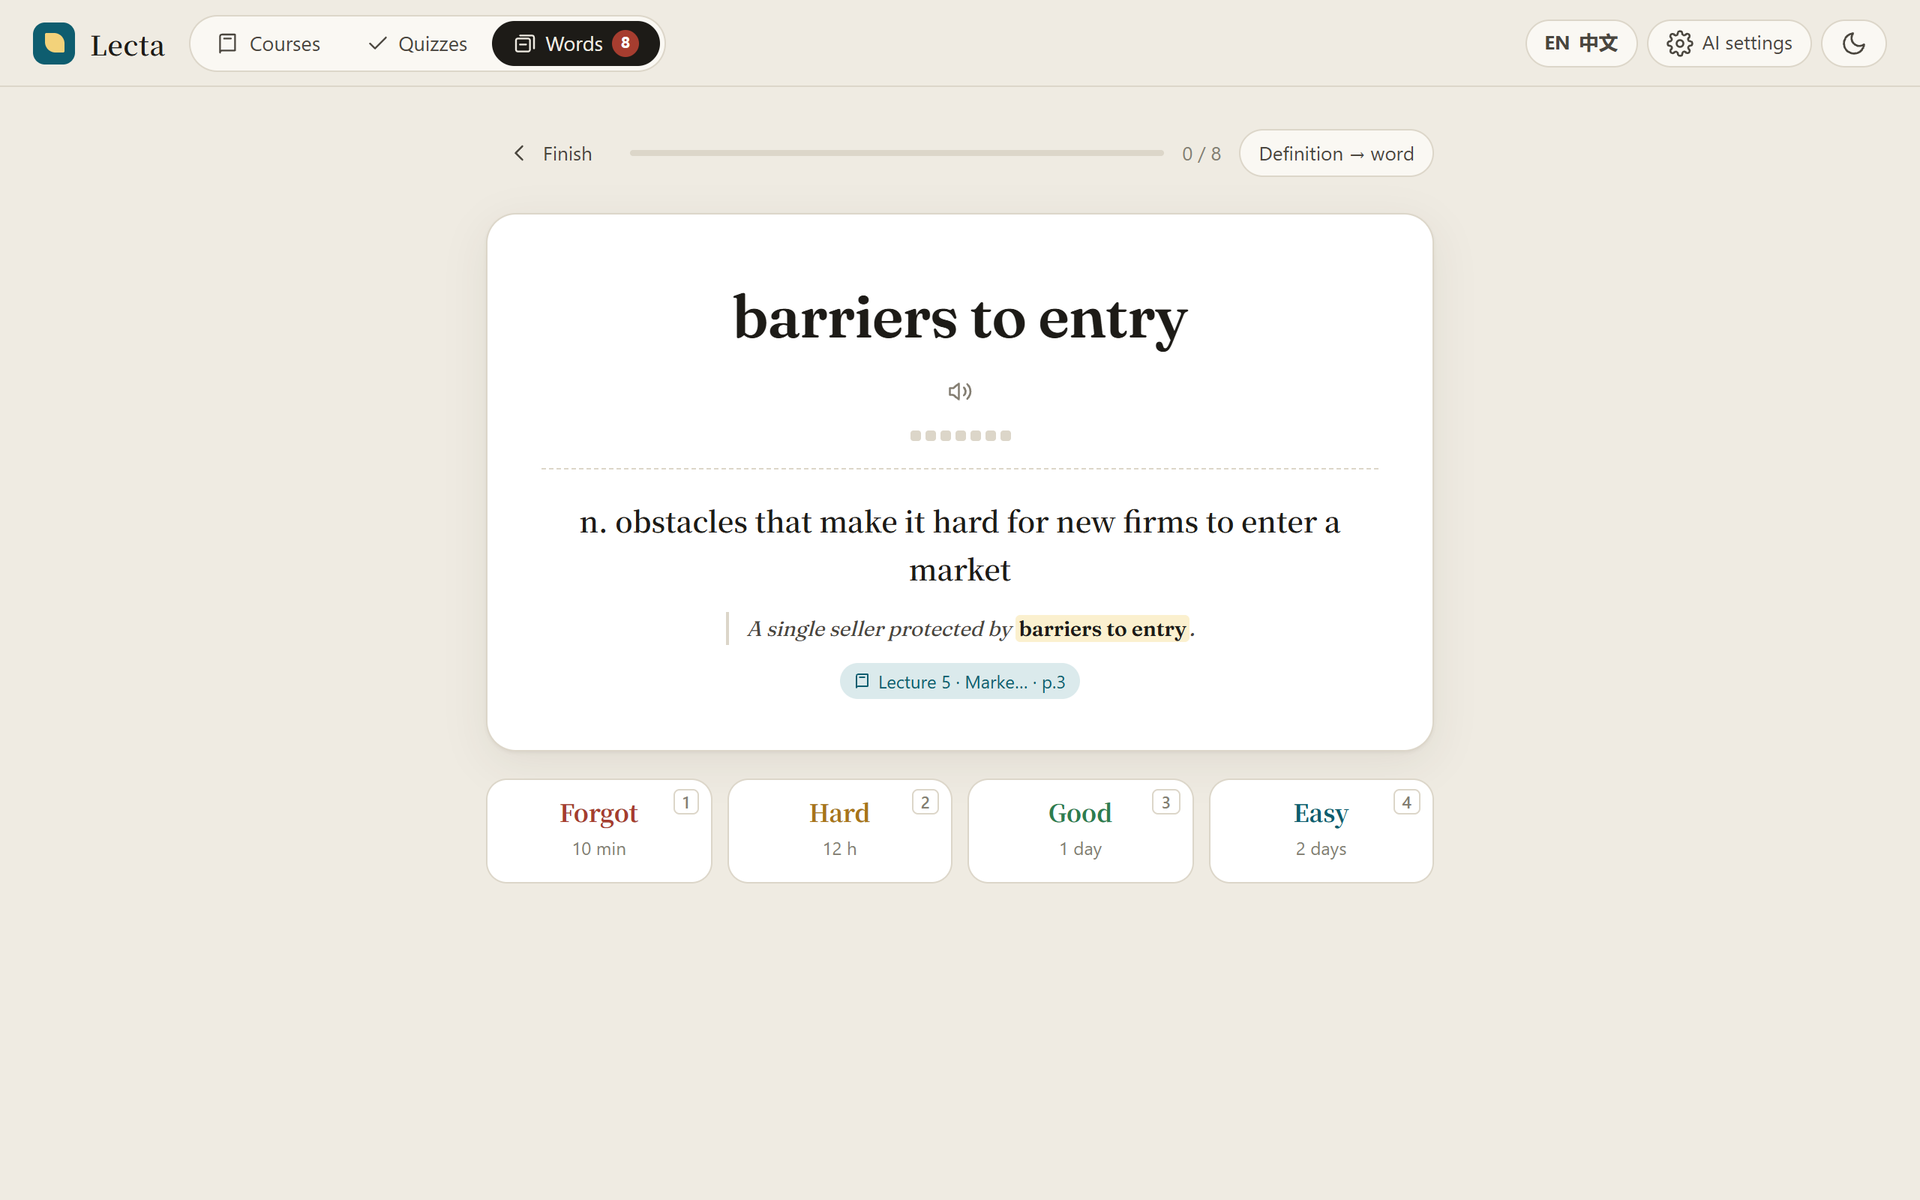 Lecta
Courses
Quizzes
Words 8
EN 中文
AI settings
Finish
0 / 8
Definition → word
barriers to entry
n. obstacles that make it hard for new firms to enter a
market
A single seller protected by barriers to entry.
Lecture 5 · Marke... · p.3
Forgot 1
10 min
Hard 2
12 h
Good 3
1 day
Easy 4
2 days